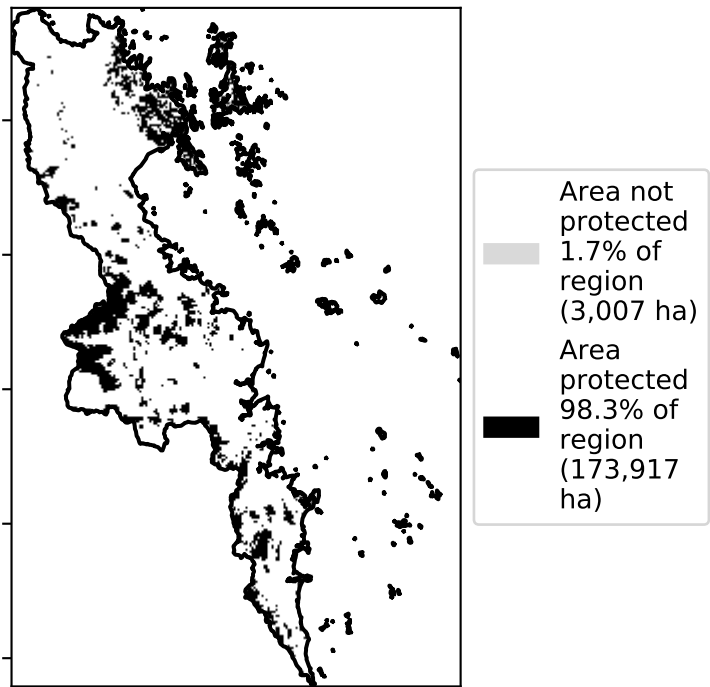 Area not
protected
1.7% of
region
(3,007 ha)
Area
protected
98.3% of
region
(173,917
ha)